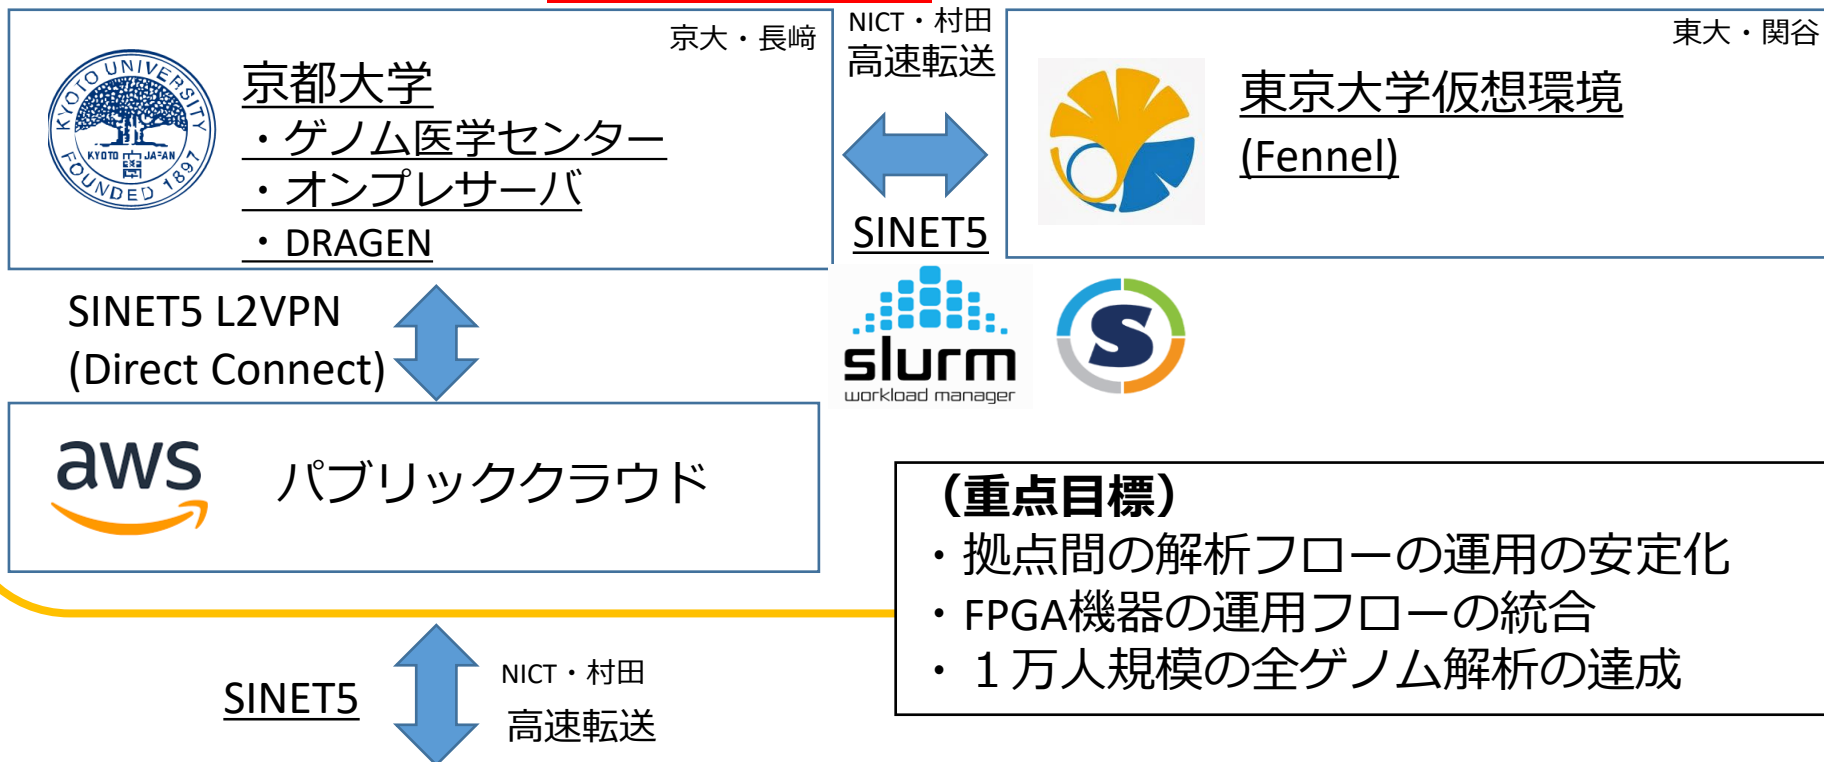 京大・長﨑
KYOTO UNIVERSITY
KYOTO JAPAN
FOUNDED 1897
京都大学
・ゲノム医学センター
・オンプレサーバ
・DRAGEN
NICT・村田
高速転送
SINET5
東大・関谷
東京大学仮想環境
(Fennel)
SINET5 L2VPN
(Direct Connect)
slurm
workload manager
S
aws
パブリッククラウド
（重点目標）
・拠点間の解析フローの運用の安定化
・FPGA機器の運用フローの統合
・１万人規模の全ゲノム解析の達成
SINET5
NICT・村田
高速転送